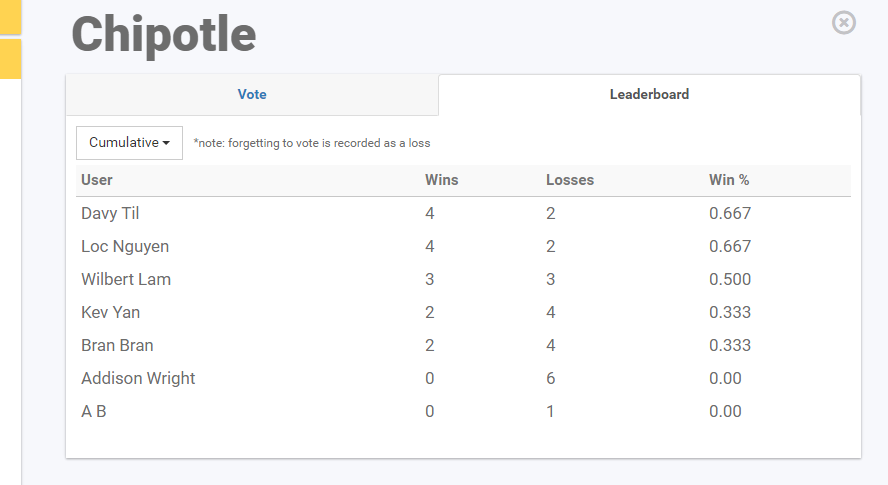 Chipotle
Vote Leaderboard
Cumulative *note: forgetting to vote is recorded as a loss
User Wins Losses Win %
Davy Til 4 2 0.667
Loc Nguyen 4 2 0.667
Wilbert Lam 3 3 0.500
Kev Yan 2 4 0.333
Bran Bran 2 4 0.333
Addison Wright 0 6 0.00
A B 0 1 0.00